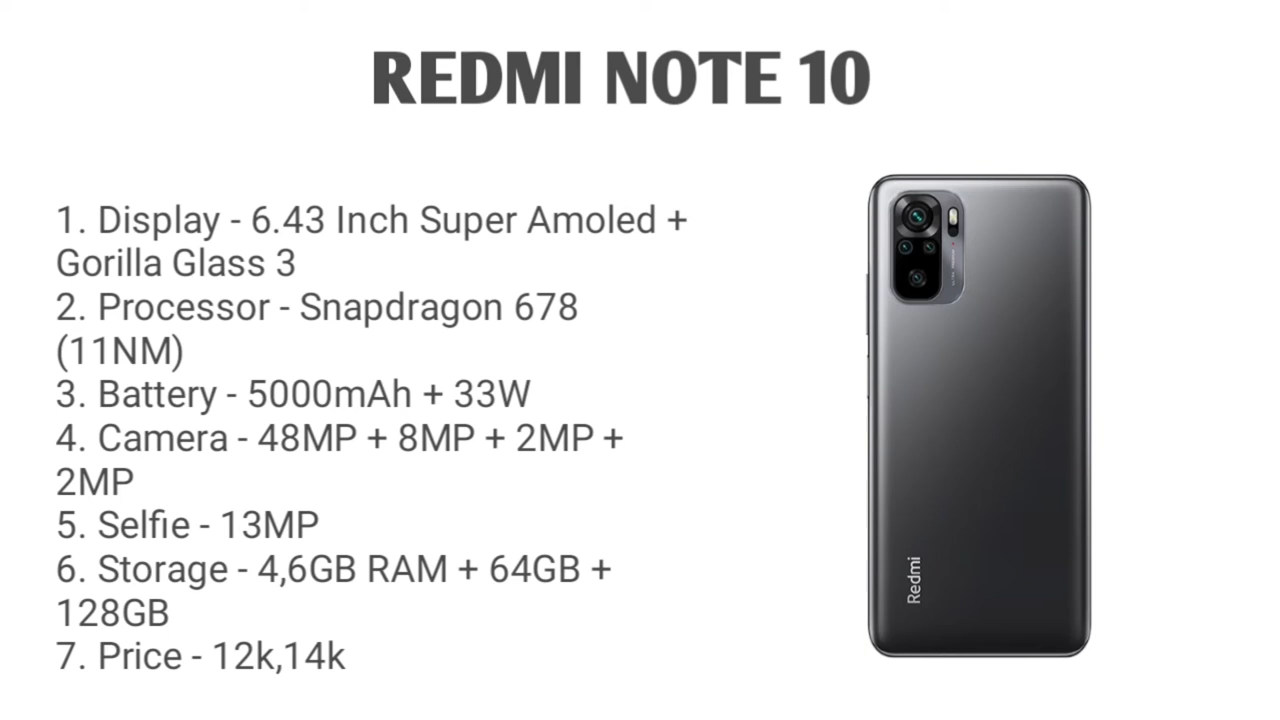 REDMI NOTE 10
1. Display - 6.43 Inch Super Amoled +
Gorilla Glass 3
2. Processor - Snapdragon 678
(11NM)
3. Battery - 5000mAh + 33W
4. Camera - 48MP + 8MP + 2MP +
2MP
5. Selfie - 13MP
6. Storage - 4,6GB RAM + 64GB +
128GB
7. Price - 12k,14k
Redmi